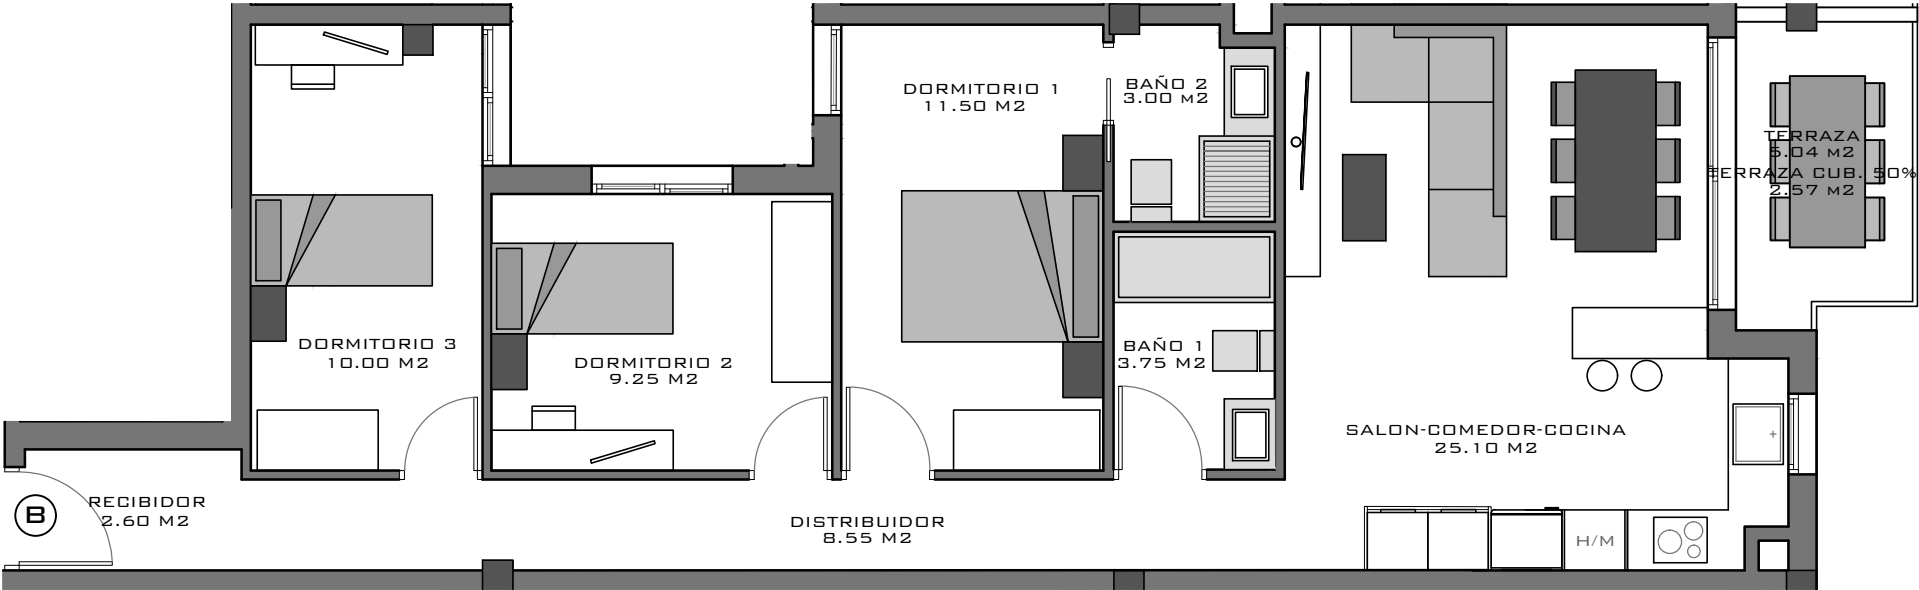 DORMITORIO 1
11.50 M2
BAÑO 2
3.00 M2
TERRAZA
5.04 M2
TERRAZA CUB. 50%
2.57 M2
DORMITORIO 3
10.00 M2
DORMITORIO 2
9.25 M2
BAÑO 1
3.75 M2
SALON-COMEDOR-COCINA
25.10 M2
B
RECIBIDOR
2.60 M2
DISTRIBUIDOR
8.55 M2
H/M